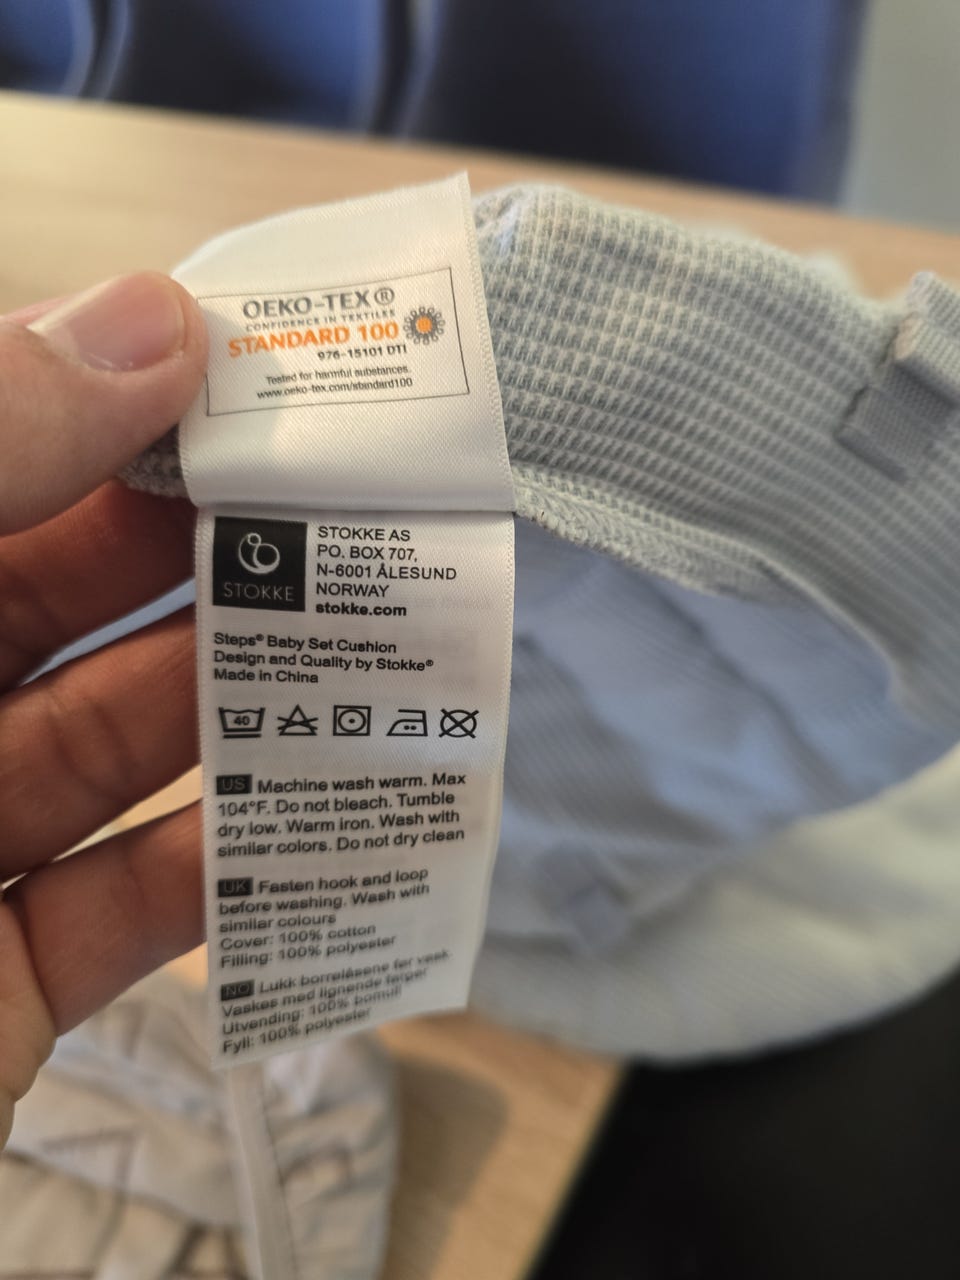 OEKO-TEX®
CONFIDENCE IN TEXTILES
STANDARD 100
976-15101 DTI
Tested for harmful substances.
www.oeko-tex.com/standard100
STOKKE
STOKKE AS
PO. BOX 707,
N-6001 ÅLESUND
NORWAY
stokke.com
Steps® Baby Set Cushion
Design and Quality by Stokke®
Made in China
40
US Machine wash warm. Max
104°F. Do not bleach. Tumble
dry low. Warm iron. Wash with
similar colors. Do not dry clean
UK Fasten hook and loop
before washing. Wash with
similar colours
Cover: 100% cotton
Filling: 100% polyester
NO Lukk borrelåsene før vask.
Vaskes med lignende farger
Utvending: 100% bomull
Fyll: 100% polyester